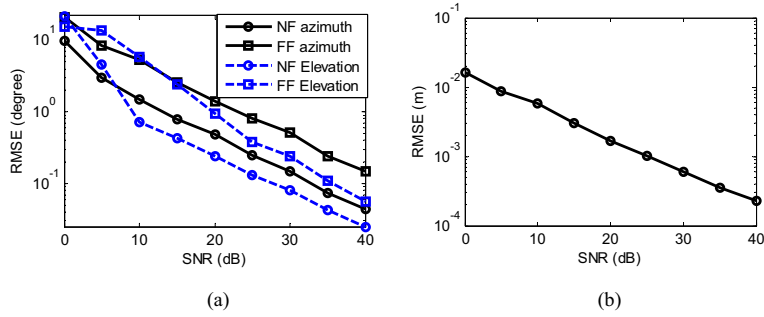 NF azimuth
FF azimuth
NF Elevation
FF Elevation
10^1
10^0
10^-1
RMSE (degree)
0 10 20 30 40
SNR (dB)
(a)
10^-1
10^-2
10^-3
10^-4
RMSE (m)
0 10 20 30 40
SNR (dB)
(b)